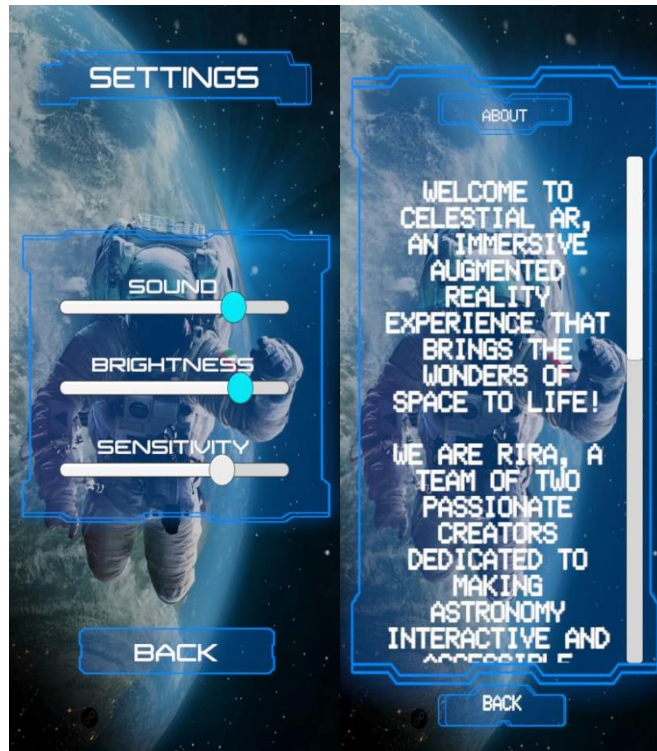 SETTINGS
SOUND
BRIGHTNESS
SENSITIVITY
BACK
ABOUT
WELCOME TO
CELESTIAL AR,
AN IMMERSIVE
AUGMENTED
REALITY
EXPERIENCE THAT
BRINGS THE
WONDERS OF
SPACE TO LIFE!
WE ARE RIRA, A
TEAM OF TWO
PASSIONATE
CREATORS
DEDICATED TO
MAKING
ASTRONOMY
INTERACTIVE AND
BACK